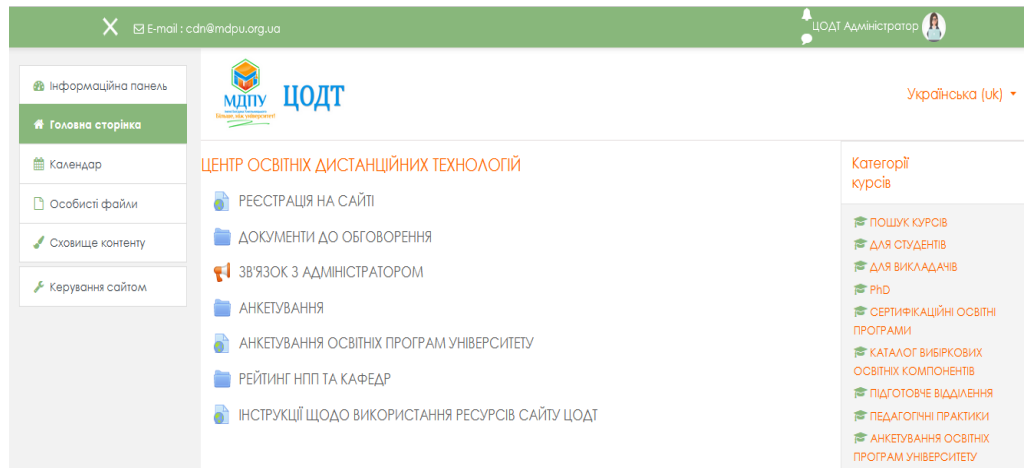 E-mail : cdn@mdpu.org.ua
ЦОДТ Адміністратор
Інформаційна панель
Головна сторінка
Календар
Особисті файли
Сховище контенту
Керування сайтом
МДПУ
ЦОДТ
Українська (uk)
ЦЕНТР ОСВІТНІХ ДИСТАНЦІЙНИХ ТЕХНОЛОГІЙ
РЕЄСТРАЦІЯ НА САЙТІ
ДОКУМЕНТИ ДО ОБГОВОРЕННЯ
ЗВ'ЯЗОК З АДМІНІСТРАТОРОМ
АНКЕТУВАННЯ
АНКЕТУВАННЯ ОСВІТНІХ ПРОГРАМ УНІВЕРСИТЕТУ
РЕЙТИНГ НПП ТА КАФЕДР
ІНСТРУКЦІЇ ЩОДО ВИКОРИСТАННЯ РЕСУРСІВ САЙТУ ЦОДТ
Категорії
курсів
ПОШУК КУРСІВ
ДЛЯ СТУДЕНТІВ
ДЛЯ ВИКЛАДАЧІВ
PhD
СЕРТИФІКАЦІЙНІ ОСВІТНІ
ПРОГРАМИ
КАТАЛОГ ВИБІРКОВИХ
ОСВІТНІХ КОМПОНЕНТІВ
ПІДГОТОВЧЕ ВІДДІЛЕННЯ
ПЕДАГОГІЧНІ ПРАКТИКИ
АНКЕТУВАННЯ ОСВІТНІХ
ПРОГРАМ УНІВЕРСИТЕТУ